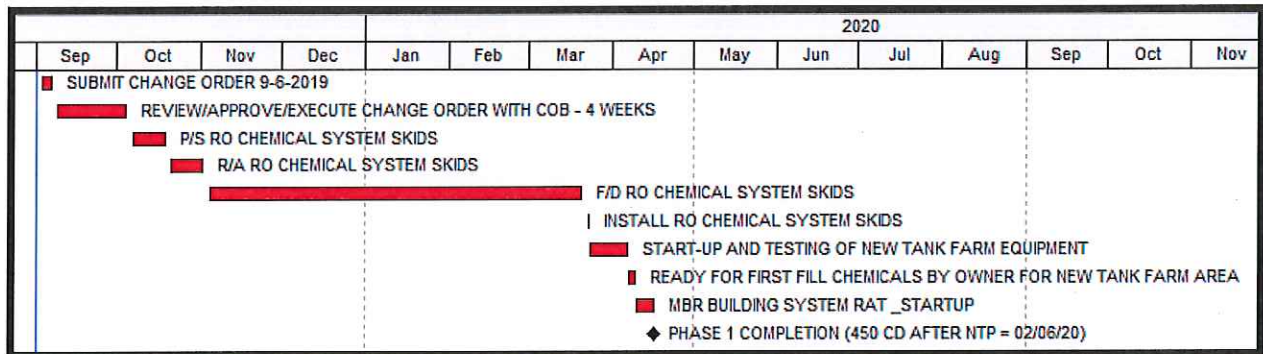 2020
Sep Oct Nov Dec Jan Feb Mar Apr May Jun Jul Aug Sep Oct Nov
SUBMIT CHANGE ORDER 9-6-2019
REVIEW/APPROVE/EXECUTE CHANGE ORDER WITH COB - 4 WEEKS
P/S RO CHEMICAL SYSTEM SKIDS
R/A RO CHEMICAL SYSTEM SKIDS
F/D RO CHEMICAL SYSTEM SKIDS
INSTALL RO CHEMICAL SYSTEM SKIDS
START-UP AND TESTING OF NEW TANK FARM EQUIPMENT
READY FOR FIRST FILL CHEMICALS BY OWNER FOR NEW TANK FARM AREA
MBR BUILDING SYSTEM RAT _STARTUP
PHASE 1 COMPLETION (450 CD AFTER NTP = 02/06/20)